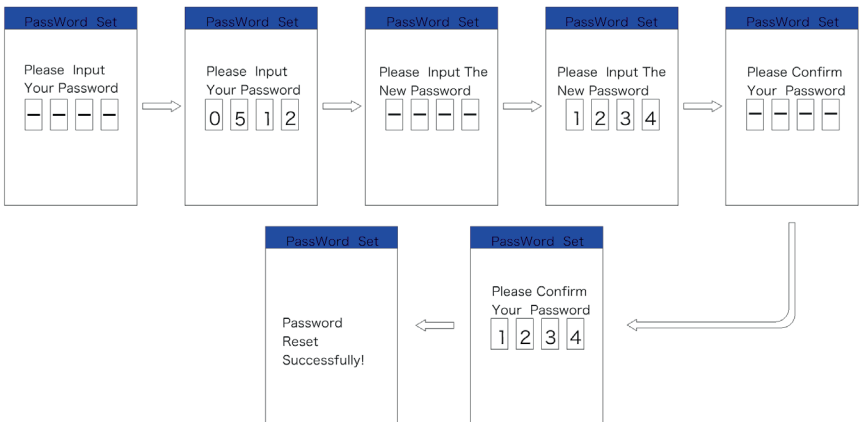 PassWord Set
Please Input
Your Password
– – – –
PassWord Set
Please Input
Your Password
0 5 1 2
PassWord Set
Please Input The
New Password
– – – –
PassWord Set
Please Input The
New Password
1 2 3 4
PassWord Set
Please Confirm
Your Password
– – – –
PassWord Set
Please Confirm
Your Password
1 2 3 4
PassWord Set
Password
Reset
Successfully!